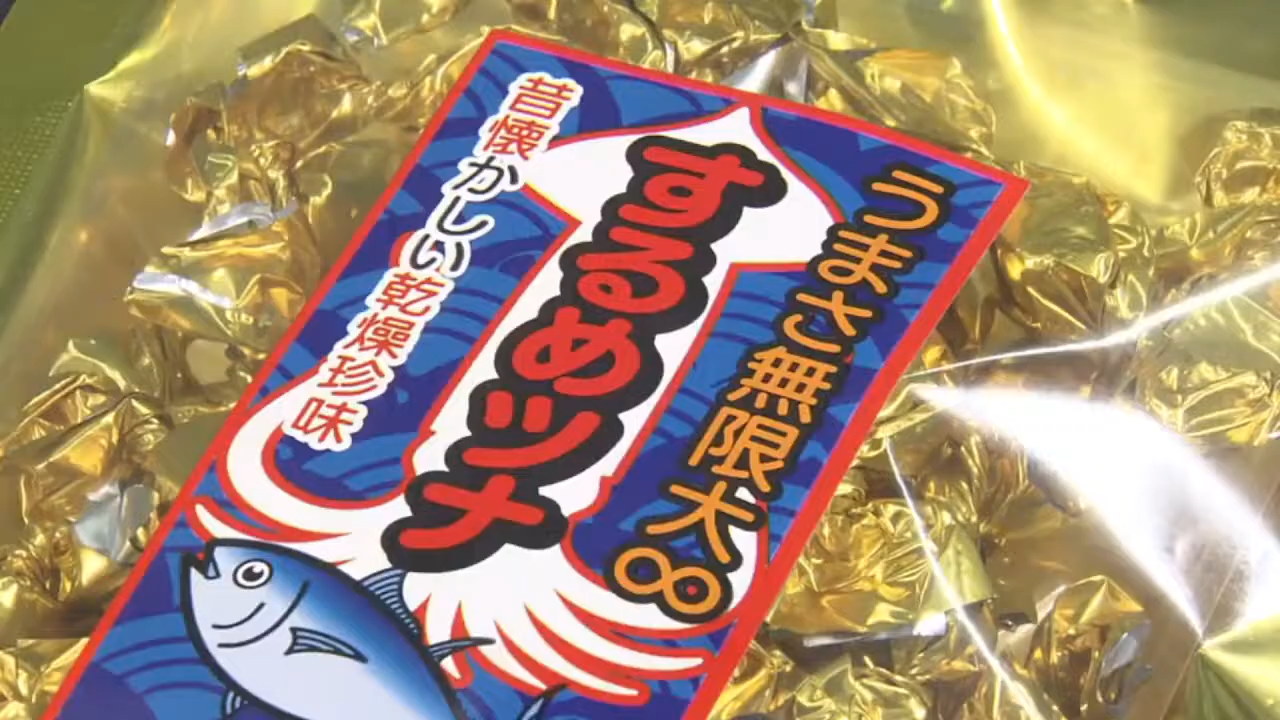 うまさ無限大∞
するめツナ
昔懐かしい乾燥珍味